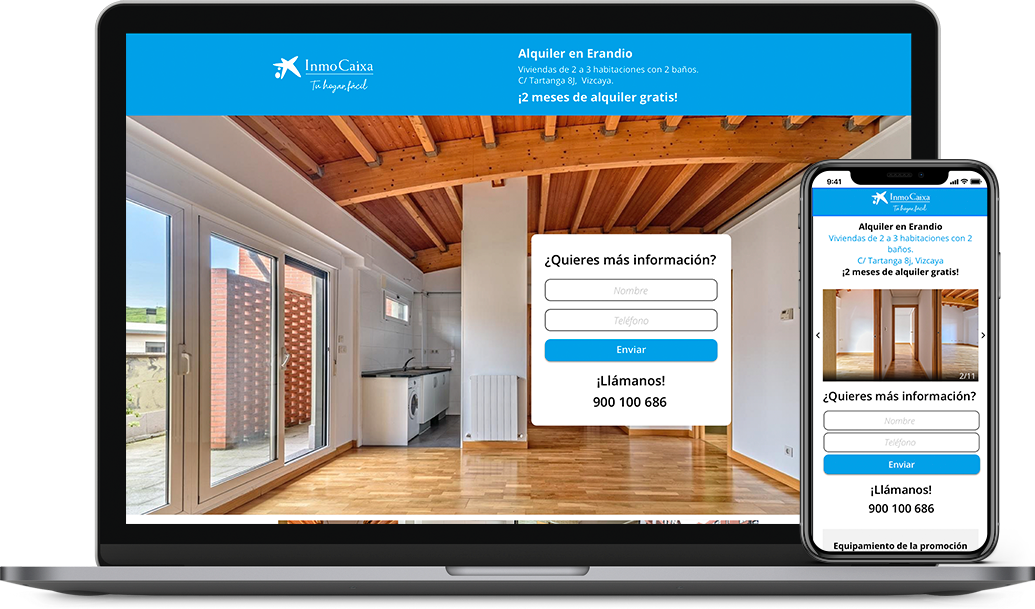 InmoCaixa
Tu hogar, fácil
Alquiler en Erandio
Viviendas de 2 a 3 habitaciones con 2 baños.
C/ Tartanga 8J, Vizcaya.
¡2 meses de alquiler gratis!
¿Quieres más información?
Nombre
Teléfono
Enviar
¡Llámanos!
900 100 686
9:41
InmoCaixa
Tu hogar, fácil
Alquiler en Erandio
Viviendas de 2 a 3 habitaciones con 2
baños.
C/ Tartanga 8J, Vizcaya
¡2 meses de alquiler gratis!
2/11
¿Quieres más información?
Nombre
Teléfono
Enviar
¡Llámanos!
900 100 686
Equipamiento de la promoción